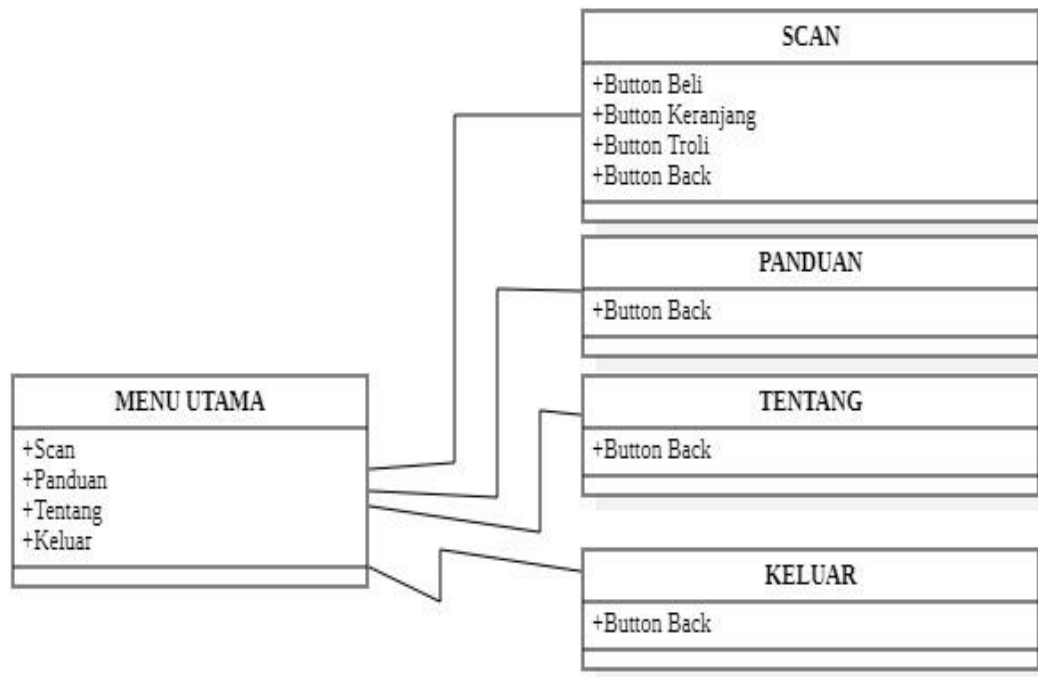 SCAN
+Button Beli
+Button Keranjang
+Button Troli
+Button Back
PANDUAN
+Button Back
MENU UTAMA
+Scan
+Panduan
+Tentang
+Keluar
TENTANG
+Button Back
KELUAR
+Button Back